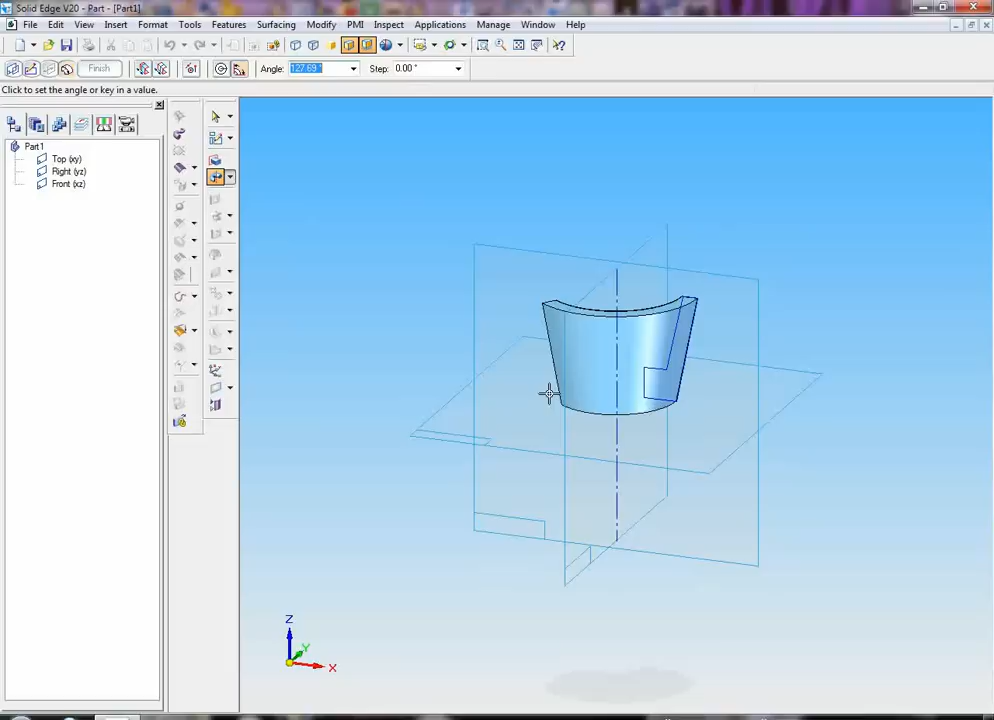 Solid Edge V20 - Part - [Part1]
File Edit View Insert Format Tools Features Surfacing Modify PMI Inspect Applications Manage Window Help
Finish Angle: 127.69 ° Step: 0.00 °
Click to set the angle or key in a value.
Part1
Top (xy)
Right (yz)
Front (xz)
Z
Y
X